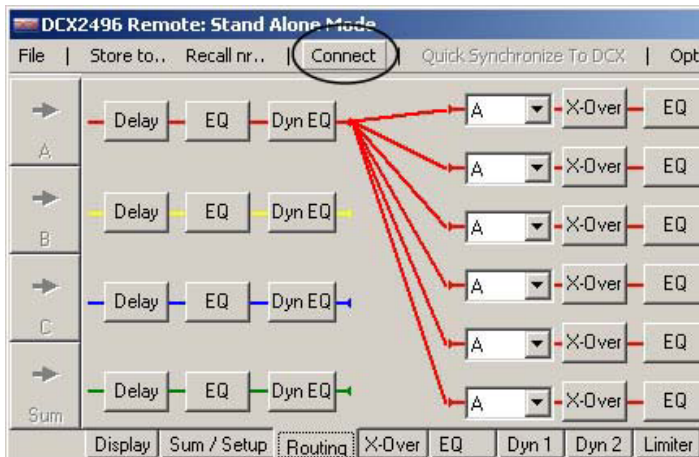 DCX2496 Remote: Stand Alone Mode
File | Store to.. Recall nr.. | Connect | Quick Synchronize To DCX | Opt
A
Delay EQ Dyn EQ
A X-Over EQ
A X-Over EQ
B
Delay EQ Dyn EQ
A X-Over EQ
C
Delay EQ Dyn EQ
A X-Over EQ
A X-Over EQ
Sum
Delay EQ Dyn EQ
A X-Over EQ
Display Sum / Setup Routing X-Over EQ Dyn 1 Dyn 2 Limiter